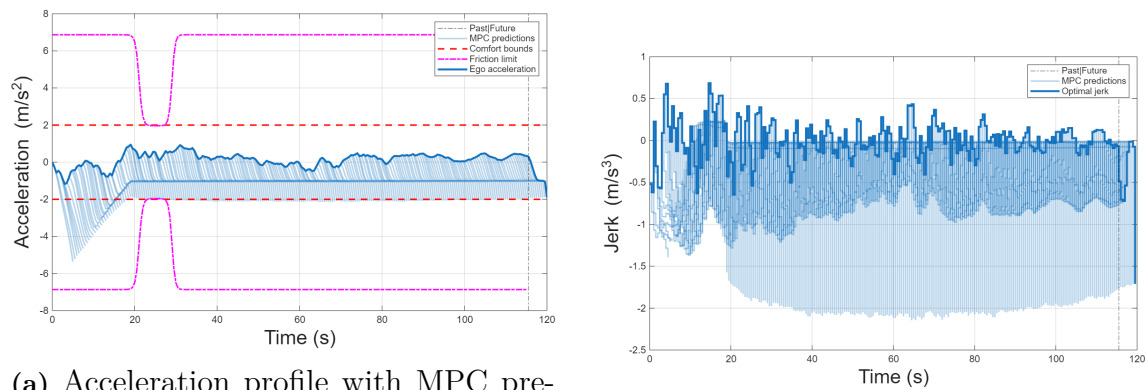 8
6
4
2
0
-2
-4
-6
-8
Acceleration (m/s²)
0 20 40 60 80 100 120
Time (s)
Past|Future
MPC predictions
Comfort bounds
Friction limit
Ego acceleration
(a) Acceleration profile with MPC pre-
1
0.5
0
-0.5
-1
-1.5
-2
-2.5
Jerk (m/s³)
0 20 40 60 80 100 120
Time (s)
Past|Future
MPC predictions
Optimal jerk